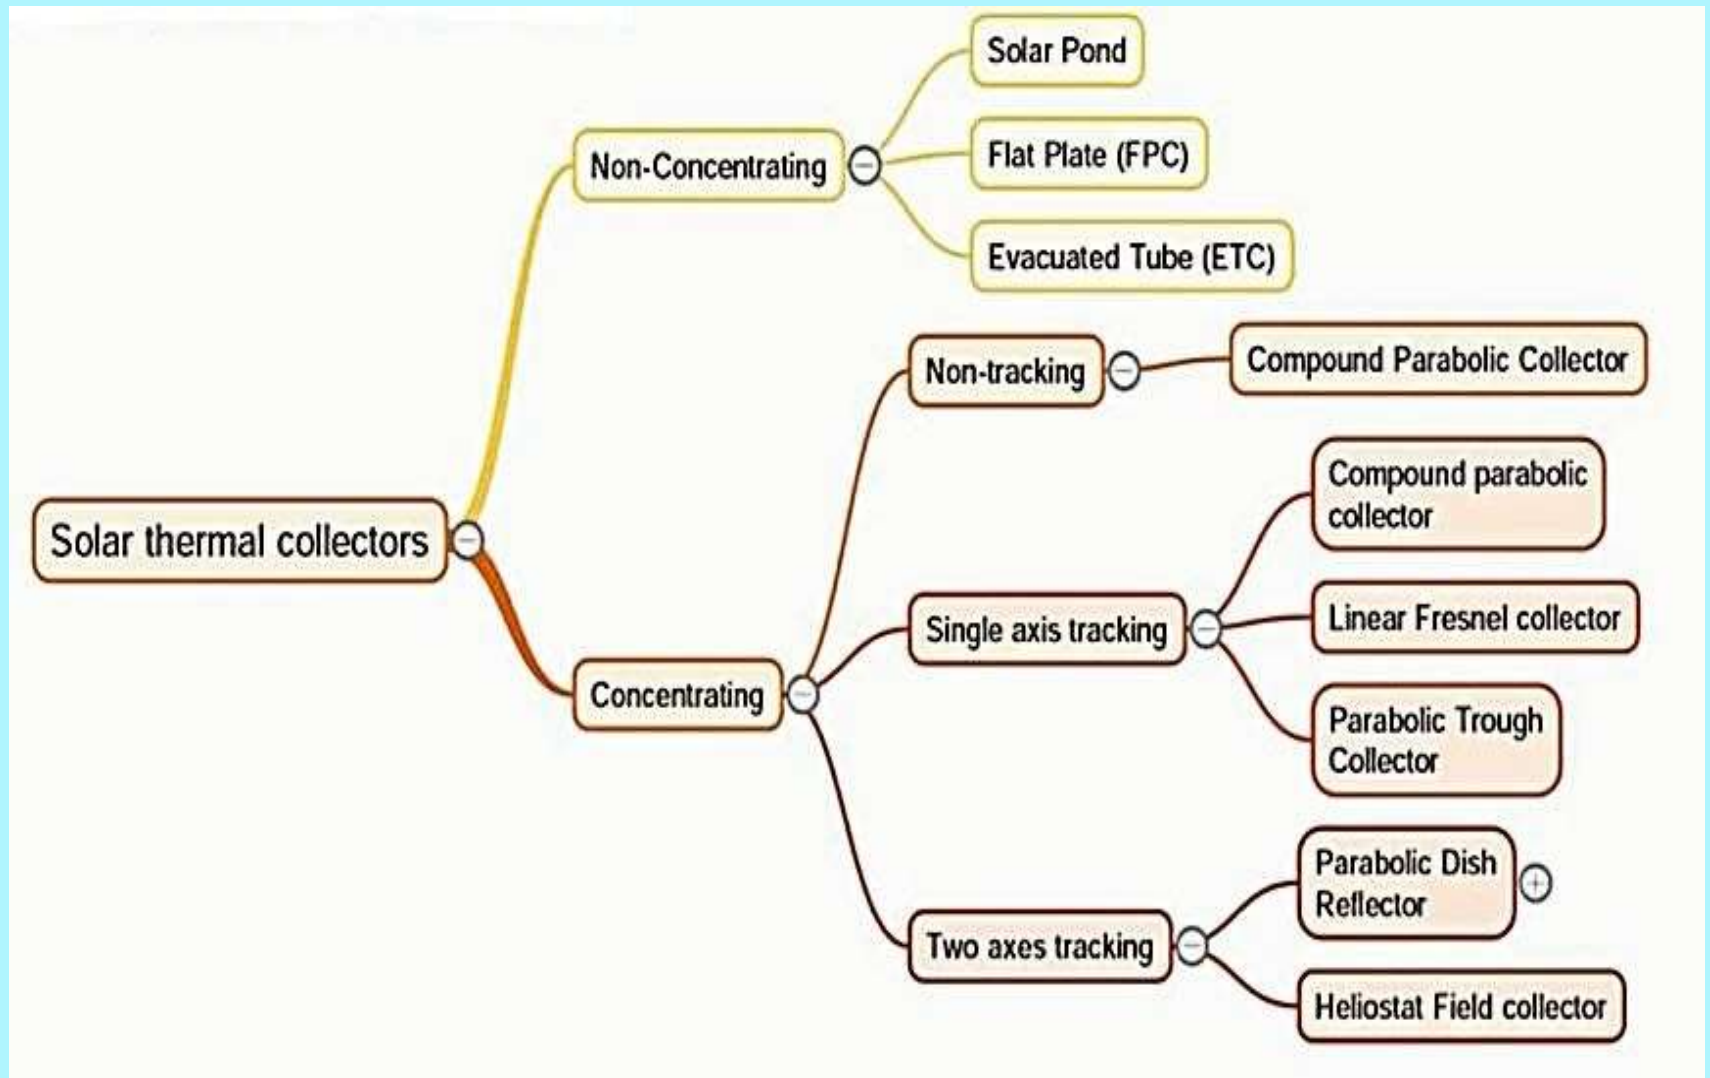 Solar Pond
Flat Plate (FPC)
Non-Concentrating
Evacuated Tube (ETC)
Non-tracking
Compound Parabolic Collector
Compound parabolic
collector
Solar thermal collectors
Single axis tracking
Linear Fresnel collector
Concentrating
Parabolic Trough
Collector
Parabolic Dish
Reflector
Two axes tracking
Heliostat Field collector